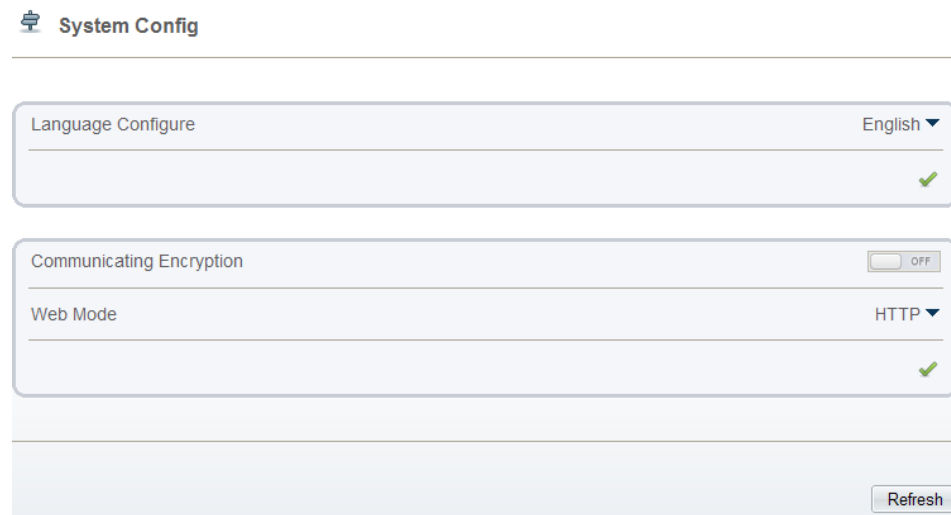 System Config
Language Configure
English
Communicating Encryption
OFF
Web Mode
HTTP
Refresh